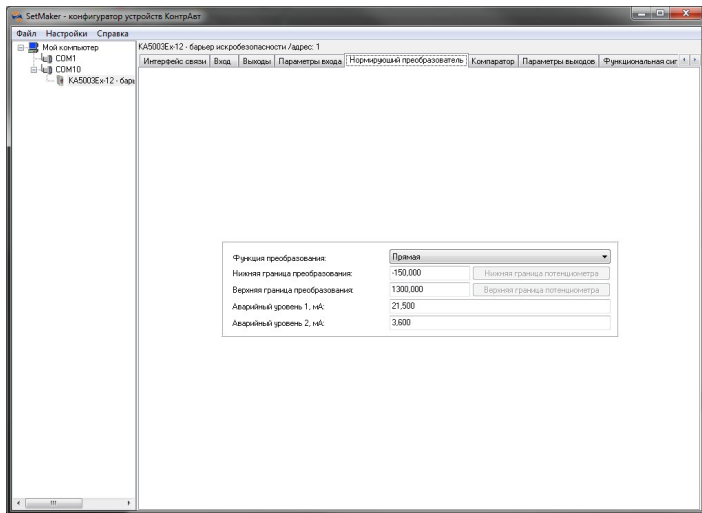 SetMaker - конфигуратор устройств КонтрАвт
Файл Настройки Справка
Мой компьютер
COM1
COM10
KA5003Ex-12 - барь
KA5003Ex-12 - барьер искробезопасности /адрес: 1
Интерфейс связи Вход Выходы Параметры входа Нормирующий преобразователь Компаратор Параметры выходов Функциональная сиг
Функция преобразования: Прямая
Нижняя граница преобразования: -150,000 Нижняя граница потенциометра
Верхняя граница преобразования: 1300,000 Верхняя граница потенциометра
Аварийный уровень 1, мА: 21,500
Аварийный уровень 2, мА: 3,600